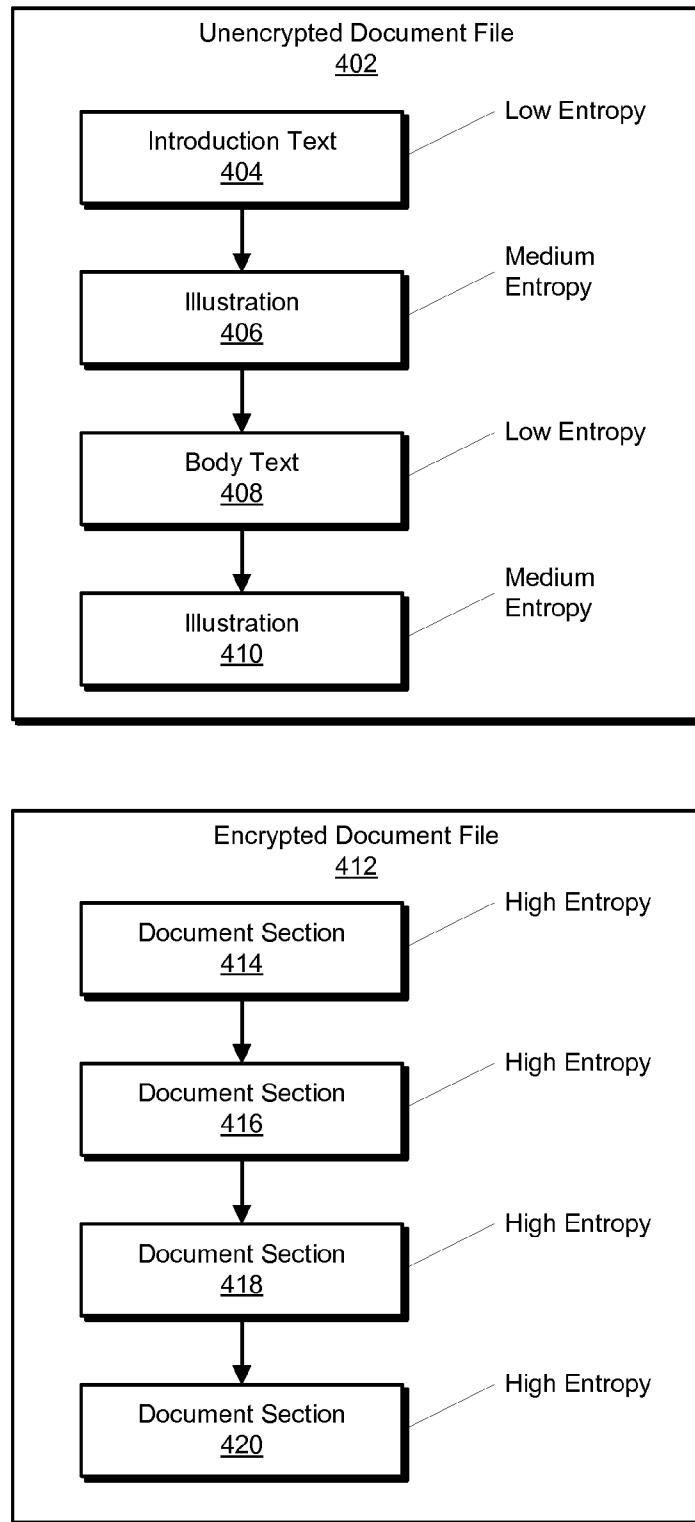 Unencrypted Document File
402
Introduction Text
404
Low Entropy
Illustration
406
Medium
Entropy
Body Text
408
Low Entropy
Illustration
410
Medium
Entropy
Encrypted Document File
412
Document Section
414
High Entropy
Document Section
416
High Entropy
Document Section
418
High Entropy
Document Section
420
High Entropy